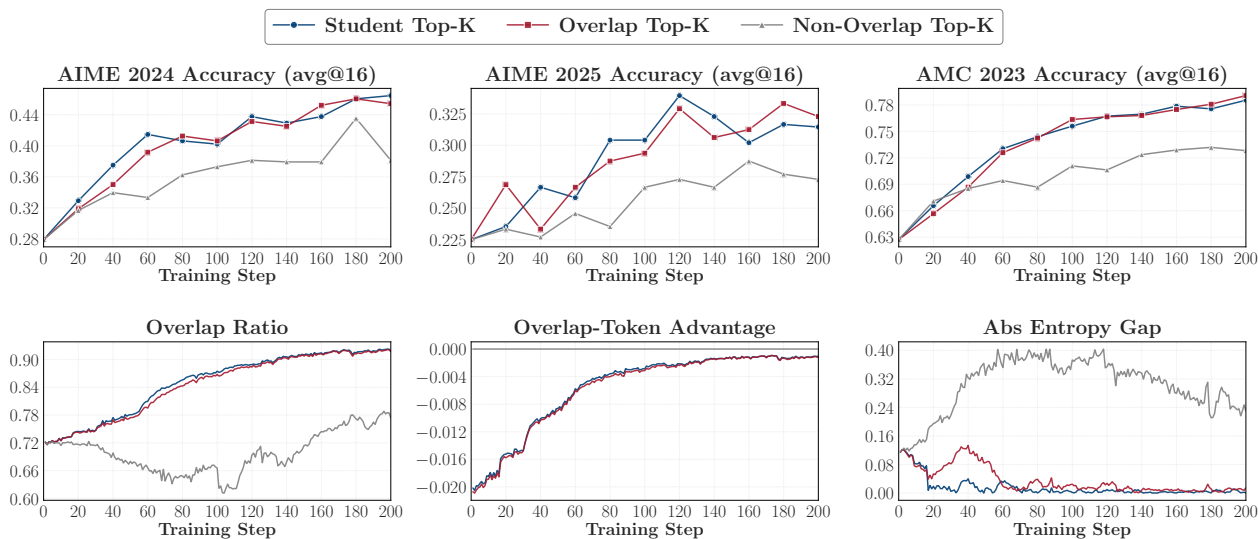 Student Top-K Overlap Top-K Non-Overlap Top-K
AIME 2024 Accuracy (avg@16)
0.44
0.40
0.36
0.32
0.28
0 20 40 60 80 100 120 140 160 180 200
Training Step
AIME 2025 Accuracy (avg@16)
0.325
0.300
0.275
0.250
0.225
0 20 40 60 80 100 120 140 160 180 200
Training Step
AMC 2023 Accuracy (avg@16)
0.78
0.75
0.72
0.69
0.66
0.63
0 20 40 60 80 100 120 140 160 180 200
Training Step
Overlap Ratio
0.90
0.84
0.78
0.72
0.66
0.60
0 20 40 60 80 100 120 140 160 180 200
Training Step
Overlap-Token Advantage
0.000
−0.004
−0.008
−0.012
−0.016
−0.020
0 20 40 60 80 100 120 140 160 180 200
Training Step
Abs Entropy Gap
0.40
0.32
0.24
0.16
0.08
0.00
0 20 40 60 80 100 120 140 160 180 200
Training Step